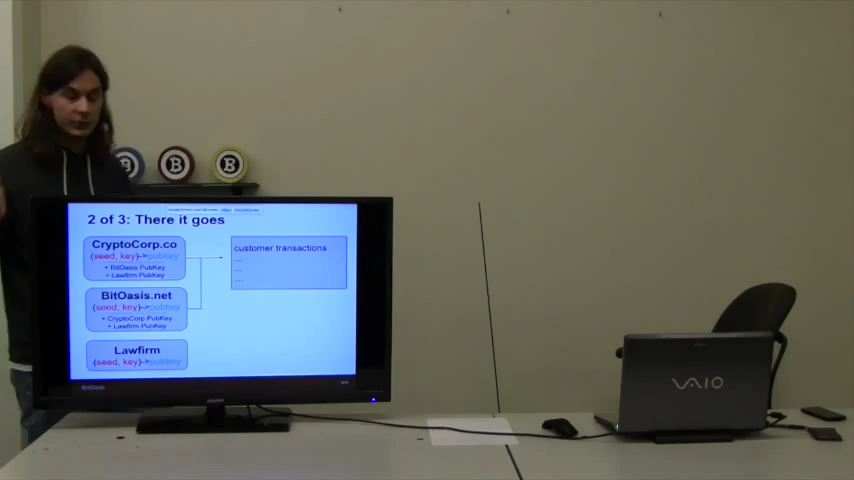 2 of 3: There it goes
CryptoCorp.co
(seed, key)->pubkey
+ BitOasis PubKey
+ Lawfirm PubKey
customer transactions
...
...
...
BitOasis.net
(seed, key)->pubkey
+ CryptoCorp PubKey
+ Lawfirm PubKey
Lawfirm
(seed, key)->pubkey
BitOasis
VAIO